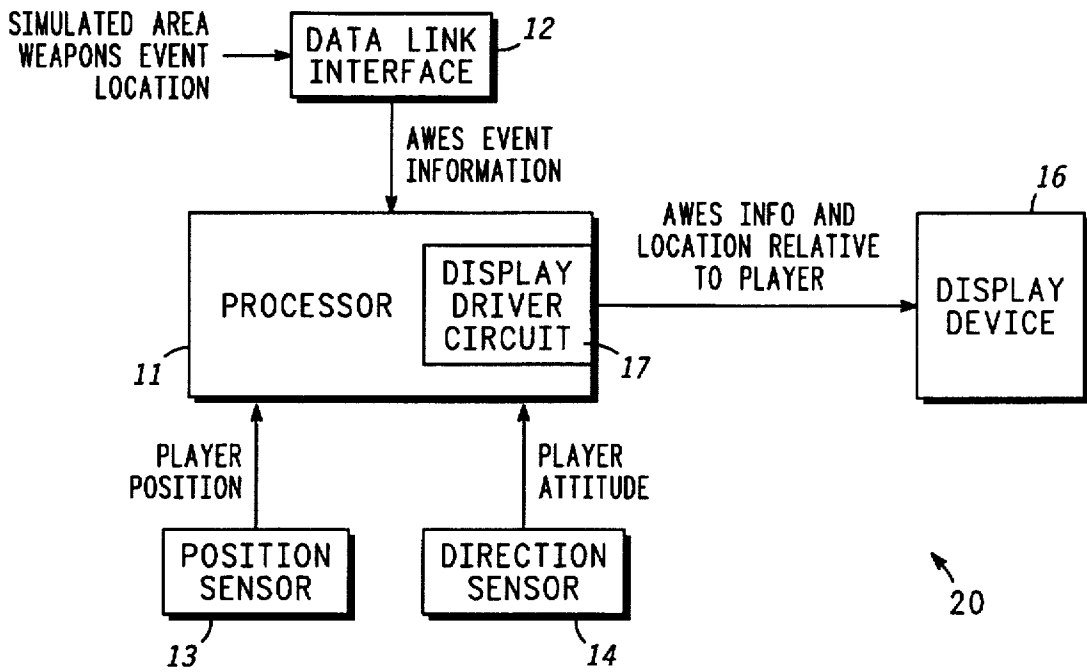 SIMULATED AREA
WEAPONS EVENT
LOCATION
DATA LINK
INTERFACE
12
AWES EVENT
INFORMATION
PROCESSOR
11
DISPLAY
DRIVER
CIRCUIT
17
AWES INFO AND
LOCATION RELATIVE
TO PLAYER
16
DISPLAY
DEVICE
PLAYER
POSITION
PLAYER
ATTITUDE
POSITION
SENSOR
13
DIRECTION
SENSOR
14
20